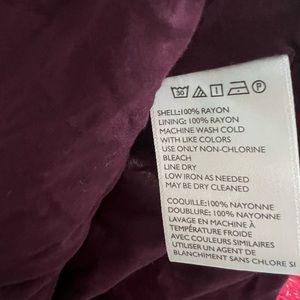 30
SHELL:100% RAYON
LINING: 100% RAYON
MACHINE WASH COLD
WITH LIKE COLORS
USE ONLY NON-CHLORINE
BLEACH
LINE DRY
LOW IRON AS NEEDED
MAY BE DRY CLEANED
COQUILLE:100% NAYONNE
DOUBLURE: 100% NAYONNE
LAVAGE EN MACHINE À
TEMPÉRATURE FROIDE
AVEC COULEURS SIMILAIRES
UTILISER UN AGENT DE
BLANCHIMENT SANS CHLORE SI